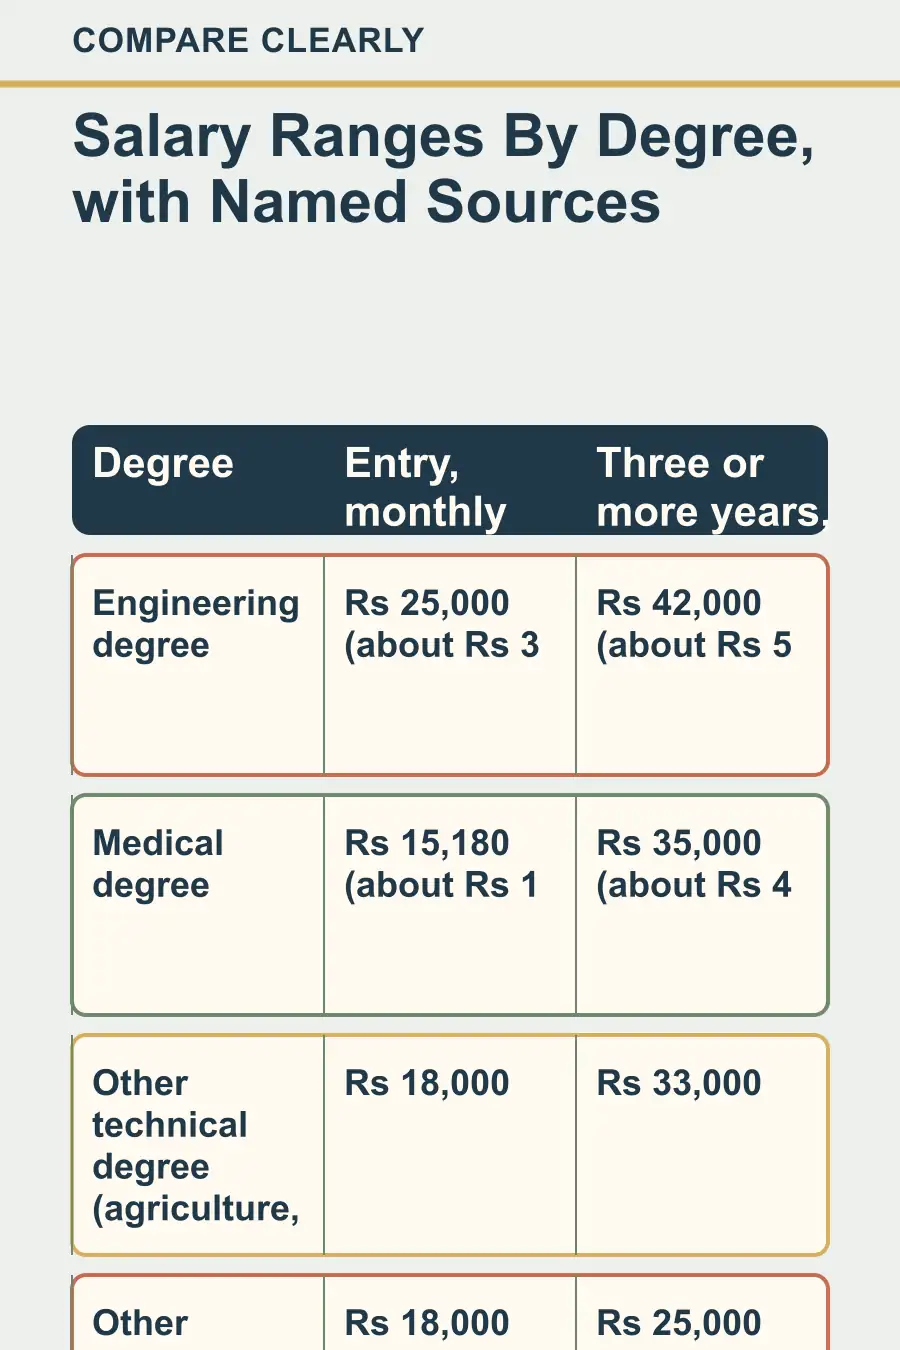 COMPARE CLEARLY
Salary Ranges By Degree,
with Named Sources
Degree
Entry,
monthly
Three or
more years,
Engineering
degree
Rs 25,000
(about Rs 3
Rs 42,000
(about Rs 5
Medical
degree
Rs 15,180
(about Rs 1
Rs 35,000
(about Rs 4
Other
technical
degree
(agriculture,
Rs 18,000
Rs 33,000
Other
Rs 18,000
Rs 25,000